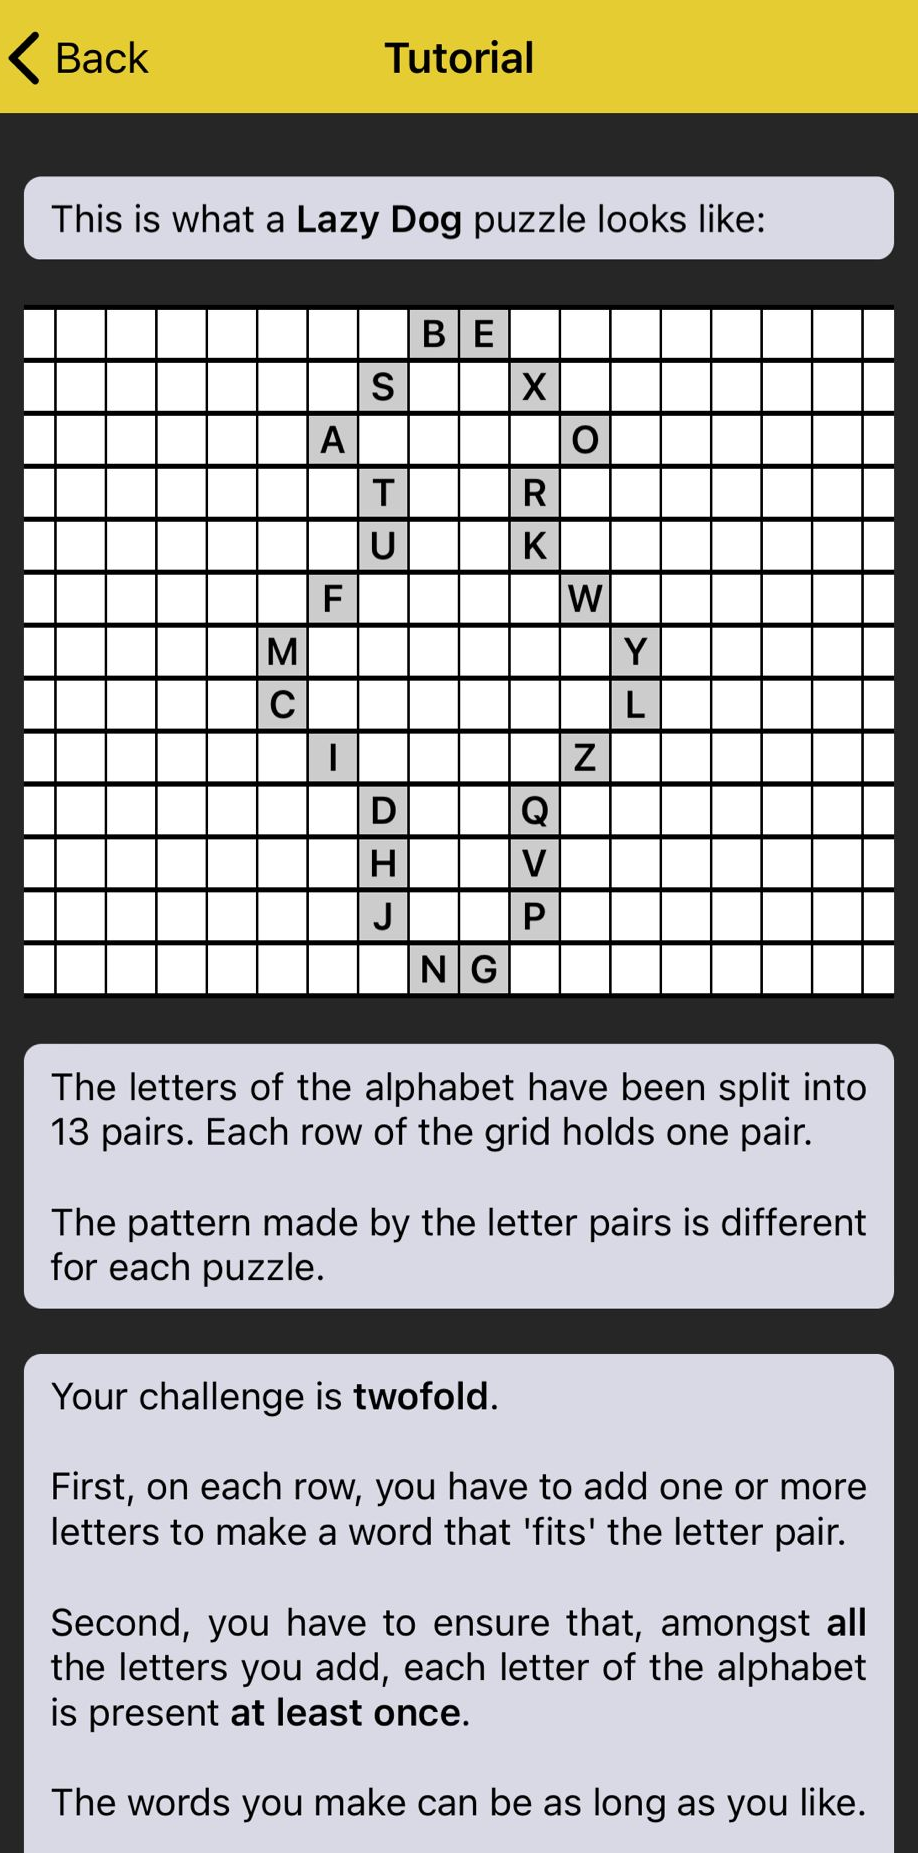 Back
Tutorial
This is what a Lazy Dog puzzle looks like:
B E
S X
A O
T R
U K
F W
M Y
C L
I Z
D Q
H V
J P
N G
The letters of the alphabet have been split into
13 pairs. Each row of the grid holds one pair.
The pattern made by the letter pairs is different
for each puzzle.
Your challenge is twofold.
First, on each row, you have to add one or more
letters to make a word that 'fits' the letter pair.
Second, you have to ensure that, amongst all
the letters you add, each letter of the alphabet
is present at least once.
The words you make can be as long as you like.